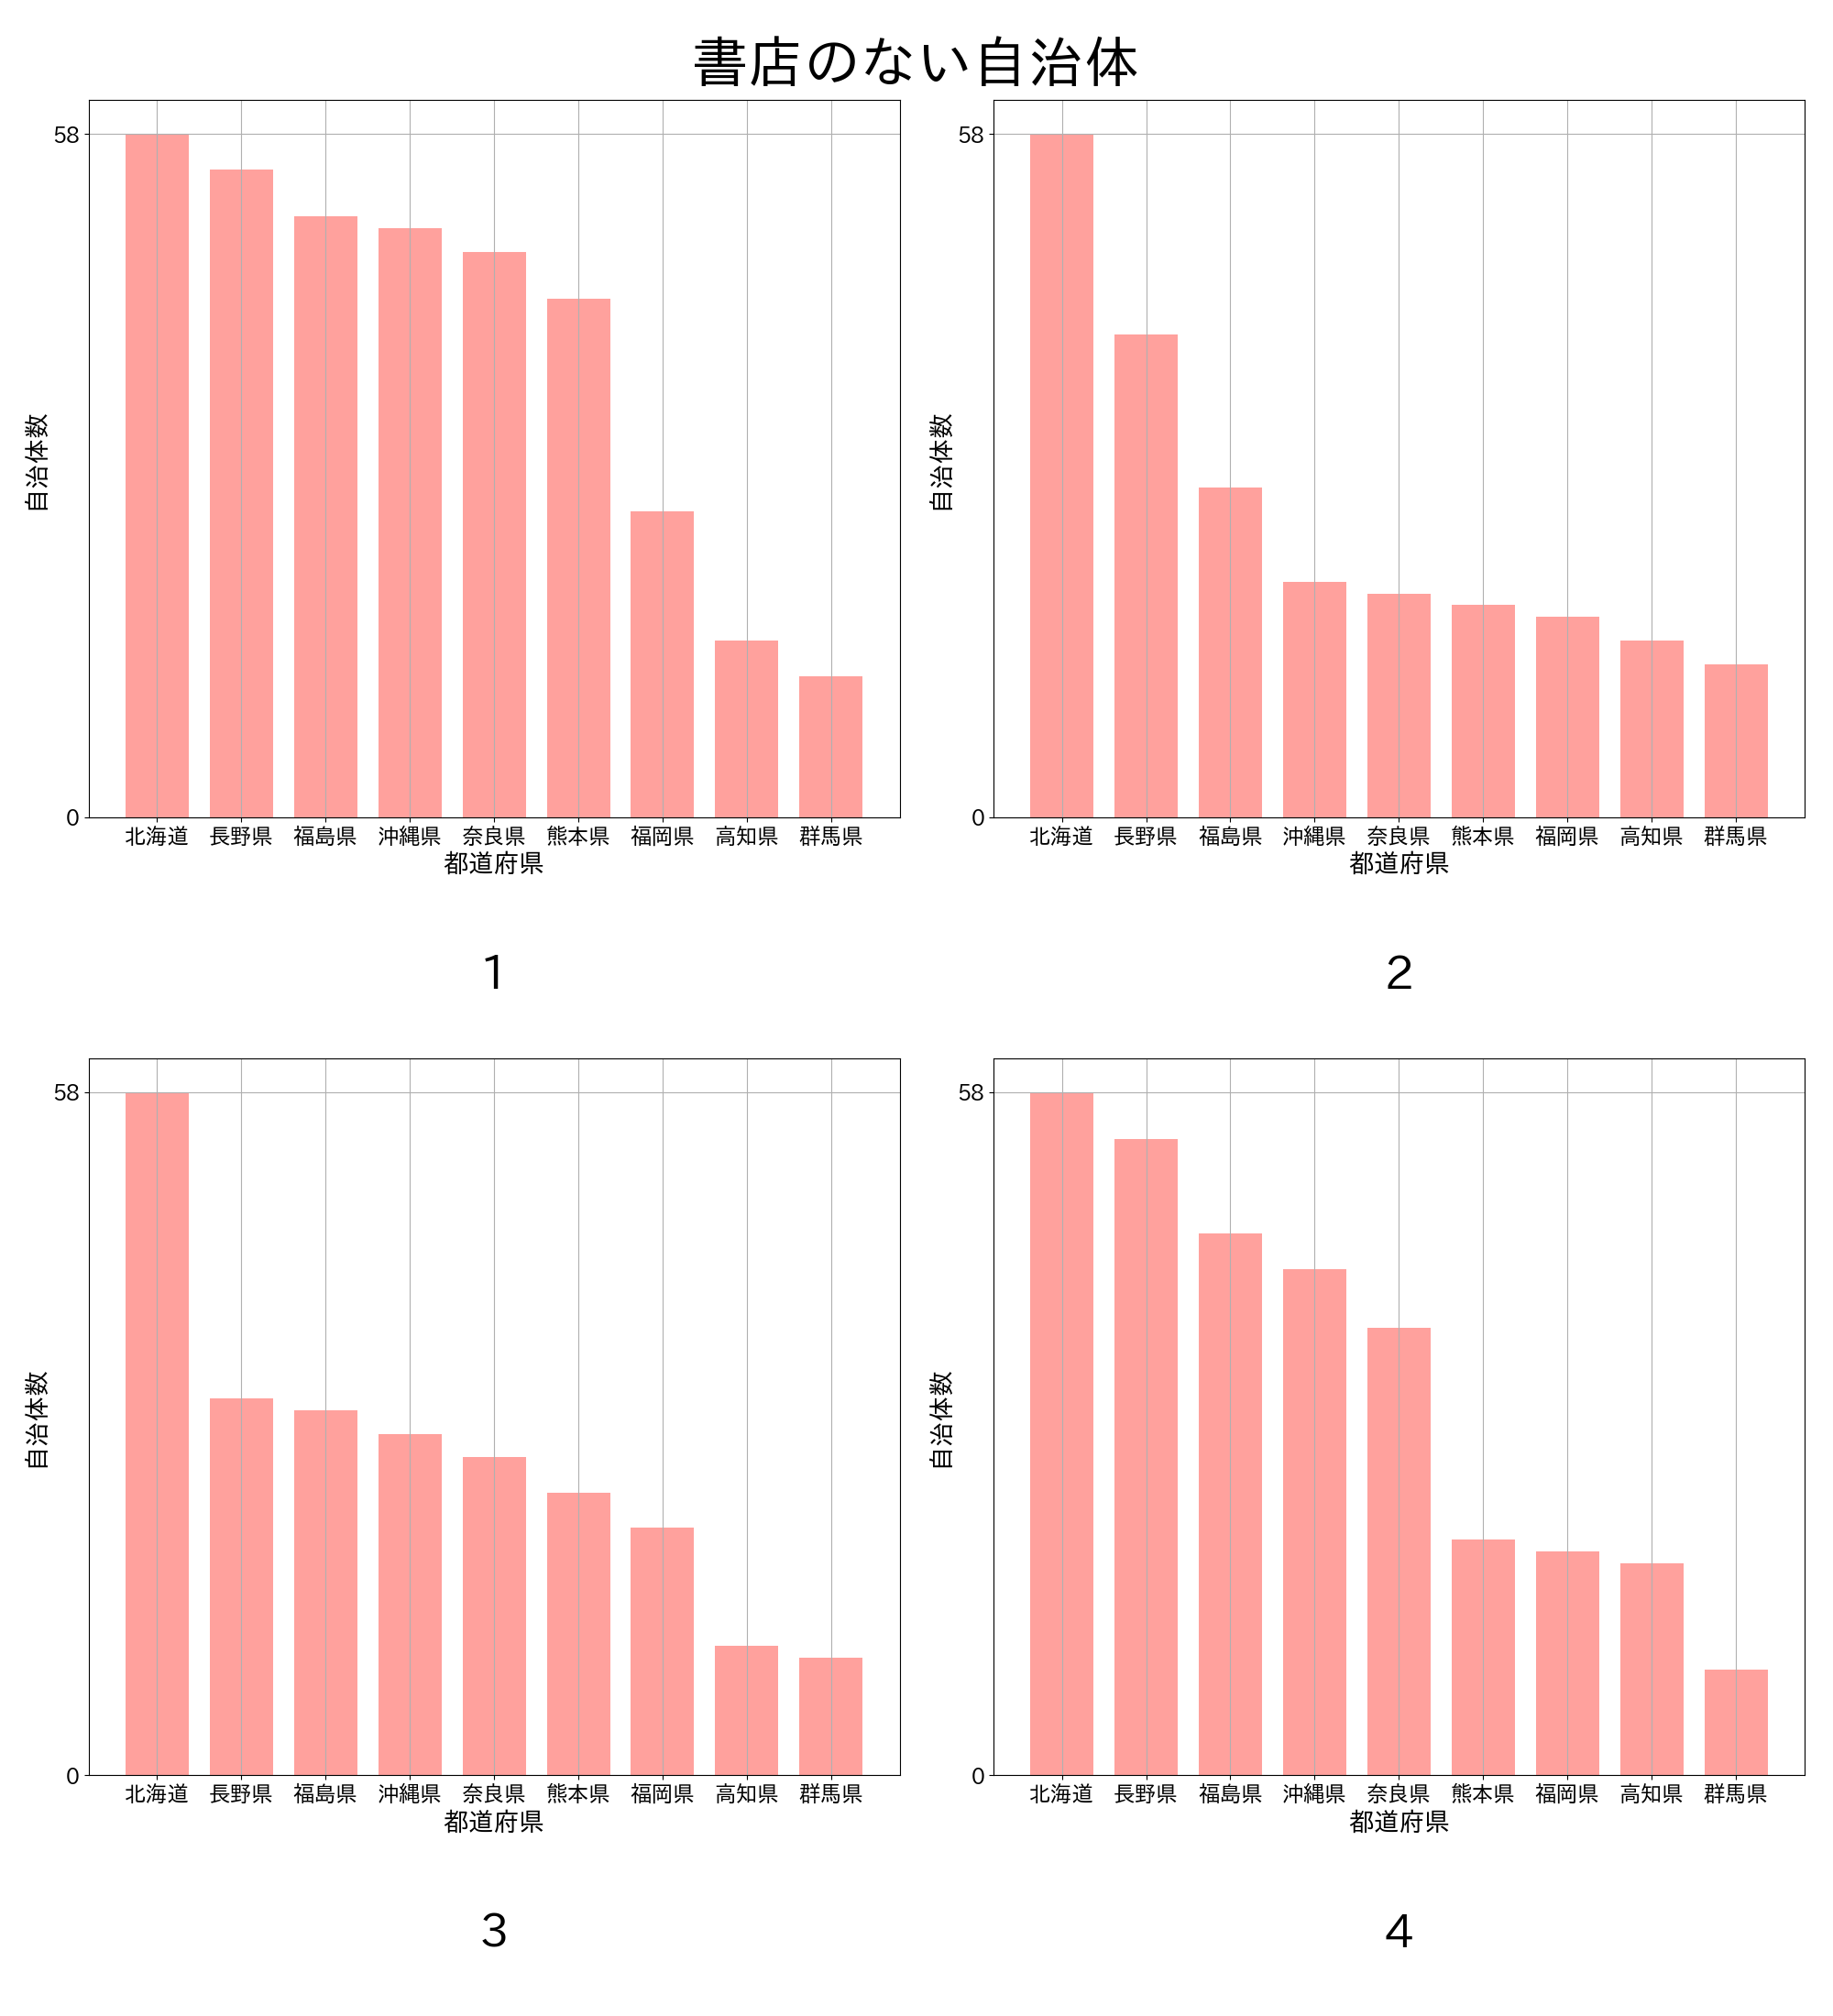 書店のない自治体
58
0
自治体数
北海道 長野県 福島県 沖縄県 奈良県 熊本県 福岡県 高知県 群馬県
都道府県
1
58
0
自治体数
北海道 長野県 福島県 沖縄県 奈良県 熊本県 福岡県 高知県 群馬県
都道府県
2
58
0
自治体数
北海道 長野県 福島県 沖縄県 奈良県 熊本県 福岡県 高知県 群馬県
都道府県
3
58
0
自治体数
北海道 長野県 福島県 沖縄県 奈良県 熊本県 福岡県 高知県 群馬県
都道府県
4